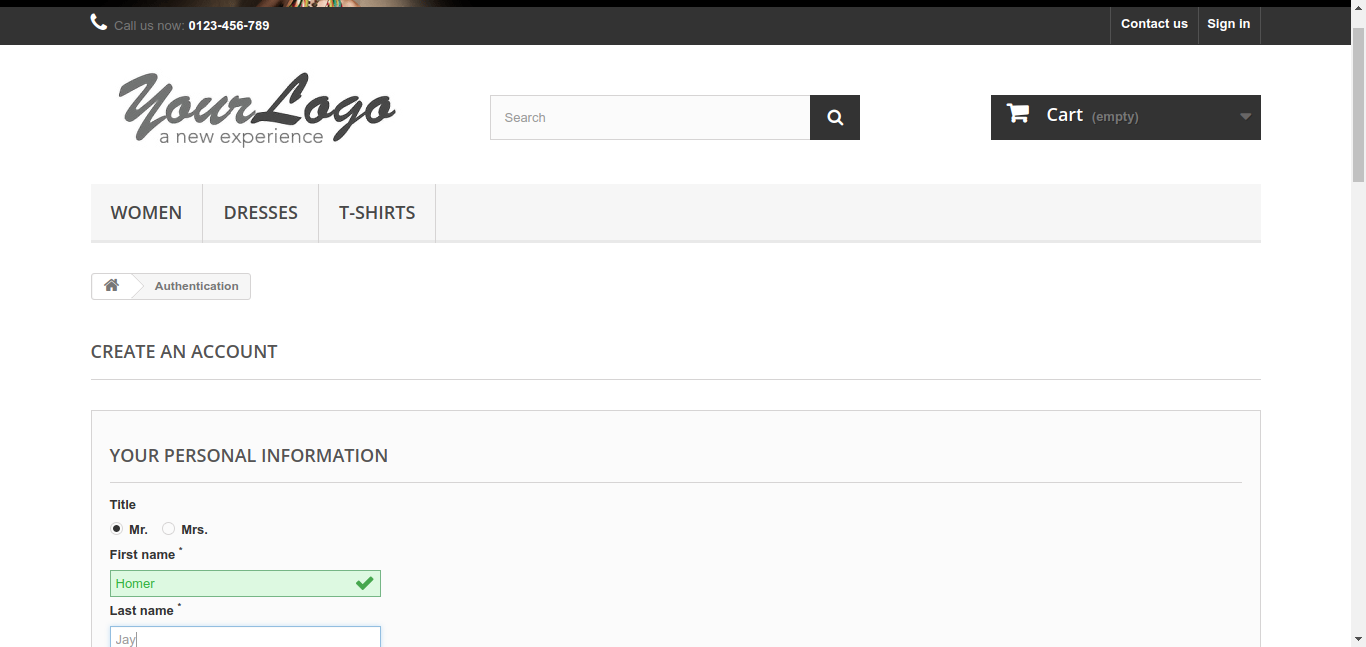 Call us now: 0123-456-789
Contact us
Sign in
YourLogo
a new experience
Search
Cart (empty)
WOMEN
DRESSES
T-SHIRTS
Authentication
CREATE AN ACCOUNT
YOUR PERSONAL INFORMATION
Title
Mr.
Mrs.
First name *
Homer
Last name *
Jay